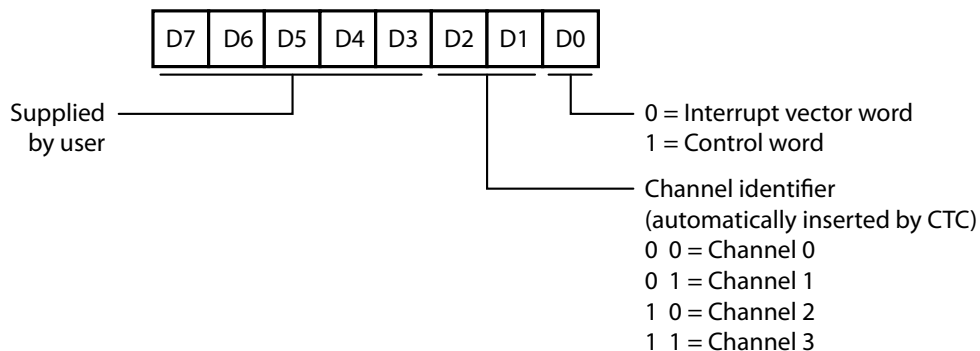 D7 D6 D5 D4 D3 D2 D1 D0
Supplied
by user
0 = Interrupt vector word
1 = Control word
Channel identifier
(automatically inserted by CTC)
0 0 = Channel 0
0 1 = Channel 1
1 0 = Channel 2
1 1 = Channel 3